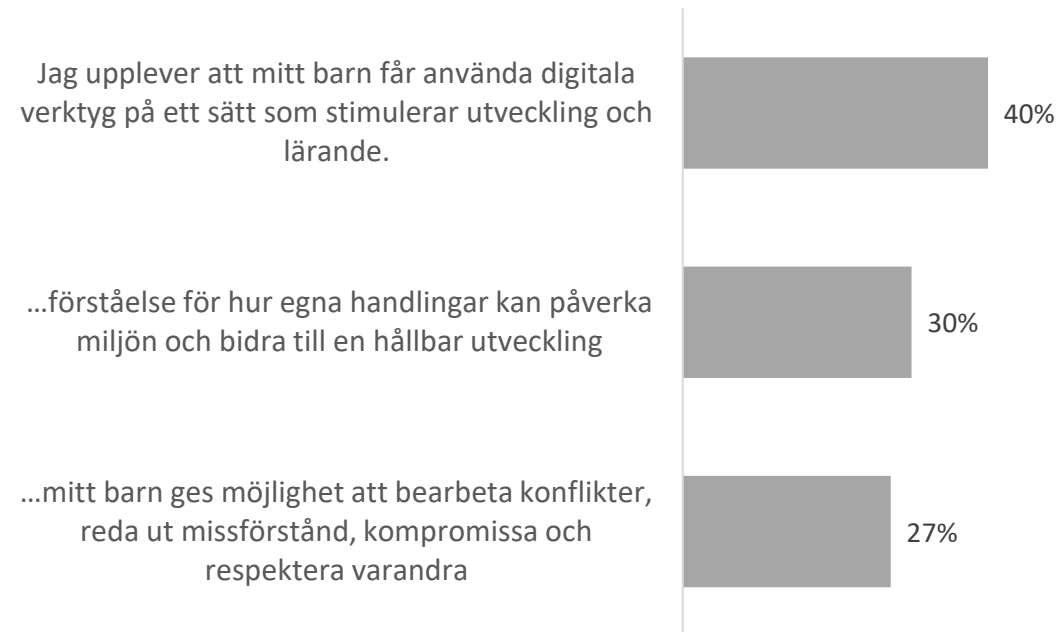 Jag upplever att mitt barn får använda digitala
verktyg på ett sätt som stimulerar utveckling och
lärande.
40%
...förståelse för hur egna handlingar kan påverka
miljön och bidra till en hållbar utveckling
30%
...mitt barn ges möjlighet att bearbeta konflikter,
reda ut missförstånd, kompromissa och
respektera varandra
27%